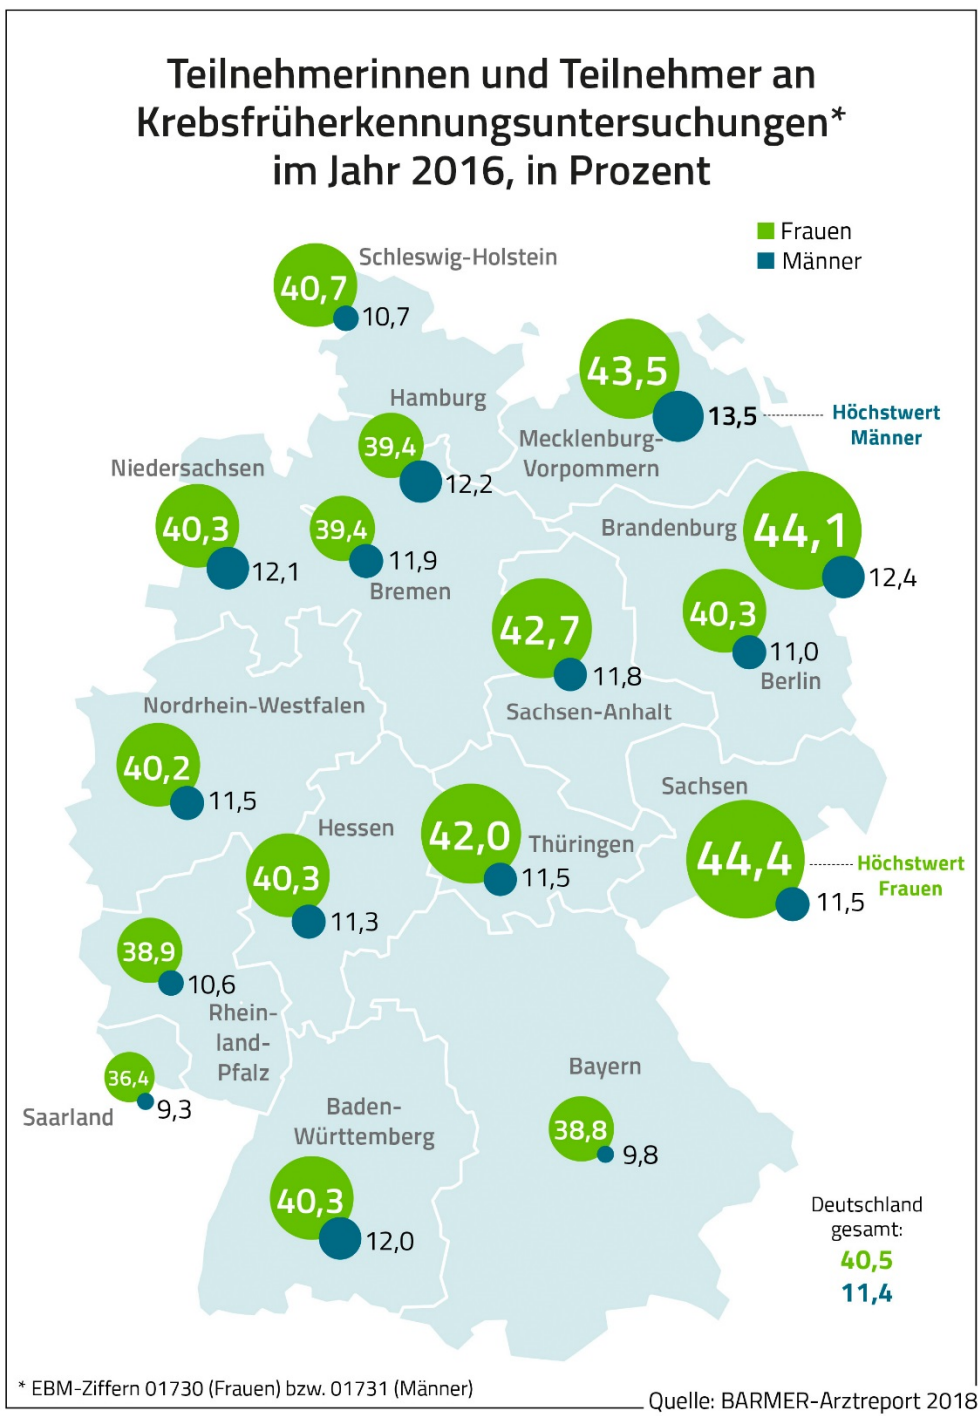 Teilnehmerinnen und Teilnehmer an
Krebsfrüherkennungsuntersuchungen*
im Jahr 2016, in Prozent
Frauen
Männer
Schleswig-Holstein
40,7
10,7
43,5
13,5
Höchstwert
Männer
Mecklenburg-
Vorpommern
Hamburg
39,4
12,2
Niedersachsen
40,3
12,1
39,4
11,9
Bremen
Brandenburg
44,1
12,4
42,7
11,8
Sachsen-Anhalt
40,3
11,0
Berlin
Nordrhein-Westfalen
40,2
11,5
Hessen
40,3
11,3
42,0
Thüringen
11,5
Sachsen
44,4
Höchstwert
Frauen
11,5
38,9
10,6
Rhein-
land-
Pfalz
36,4
9,3
Saarland
Baden-
Württemberg
40,3
12,0
Bayern
38,8
9,8
Deutschland
gesamt:
40,5
11,4
* EBM-Ziffern 01730 (Frauen) bzw. 01731 (Männer)
Quelle: BARMER-Arztreport 2018